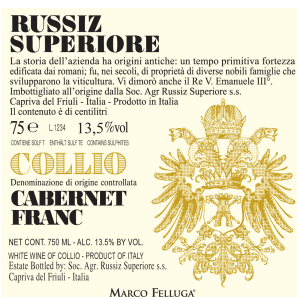 RUSSIZ
SUPERIORE
La storia dell'azienda ha origini antiche: un tempo primitiva fortezza
edificata dai romani; fu, nei secoli, di proprietà di diverse nobili famiglie che
svilupparono la viticultura. Vi dimorò anche il Re V. Emanuele III°.
Imbottigliato all'origine dalla Soc. Agr Russiz Superiore s.s.
Capriva del Friuli - Italia - Prodotto in Italia
Il contenuto è di centilitri
75 e L.1234 13,5%vol
CONTIENE SOLFITI ENTHÄLT SULFITE CONTAINS SULPHITES
COLLIO
Denominazione di origine controllata
CABERNET
FRANC
NET CONT. 750 ML - ALC. 13.5% BY VOL.
WHITE WINE OF COLLIO - PRODUCT OF ITALY
Estate Bottled by: Soc. Agr. Russiz Superiore s.s.
Capriva del Friuli - Italia
MARCO FELLUGA